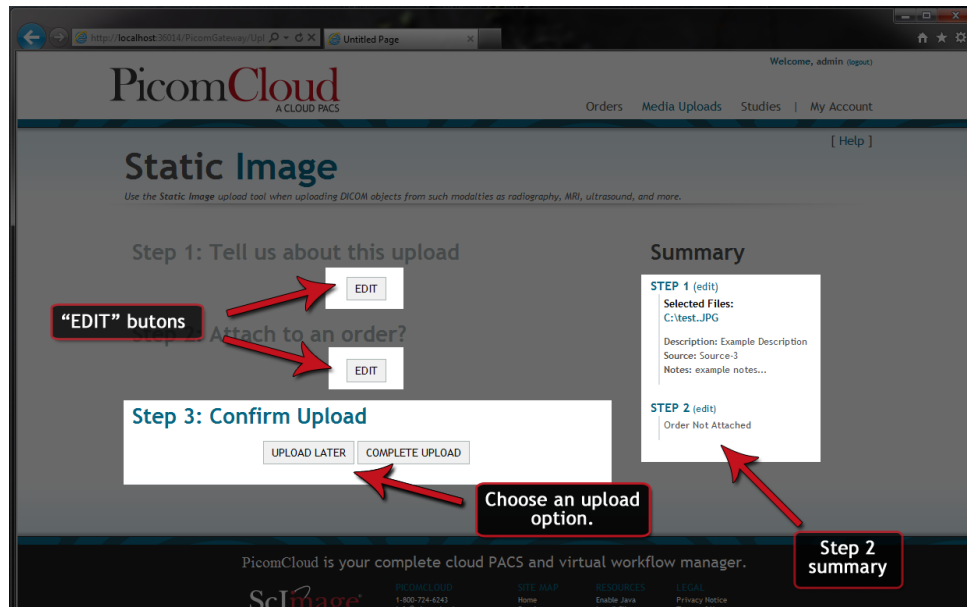 http://localhost:36014/PicomGateway/Upl
Untitled Page
Welcome, admin (logout)
PicomCloud
A CLOUD PACS
Orders Media Uploads Studies | My Account
[ Help ]
Static Image
Use the Static Image upload tool when uploading DICOM objects from such modalties as radiography, MRI, ultrasound, and more.
Step 1: Tell us about this upload
EDIT
"EDIT" butons
Step 2: Attach to an order?
EDIT
Step 3: Confirm Upload
UPLOAD LATER COMPLETE UPLOAD
Choose an upload
option.
Summary
STEP 1 (edit)
Selected Files:
C:\test.JPG
Description: Example Description
Source: Source-3
Notes: example notes...
STEP 2 (edit)
Order Not Attached
Step 2
summary
PicomCloud is your complete cloud PACS and virtual workflow manager.
SciImage
PICOMCLOUD SITE MAP RESOURCES LEGAL
1-800-724-6243 Home Enable Java Privacy Notice